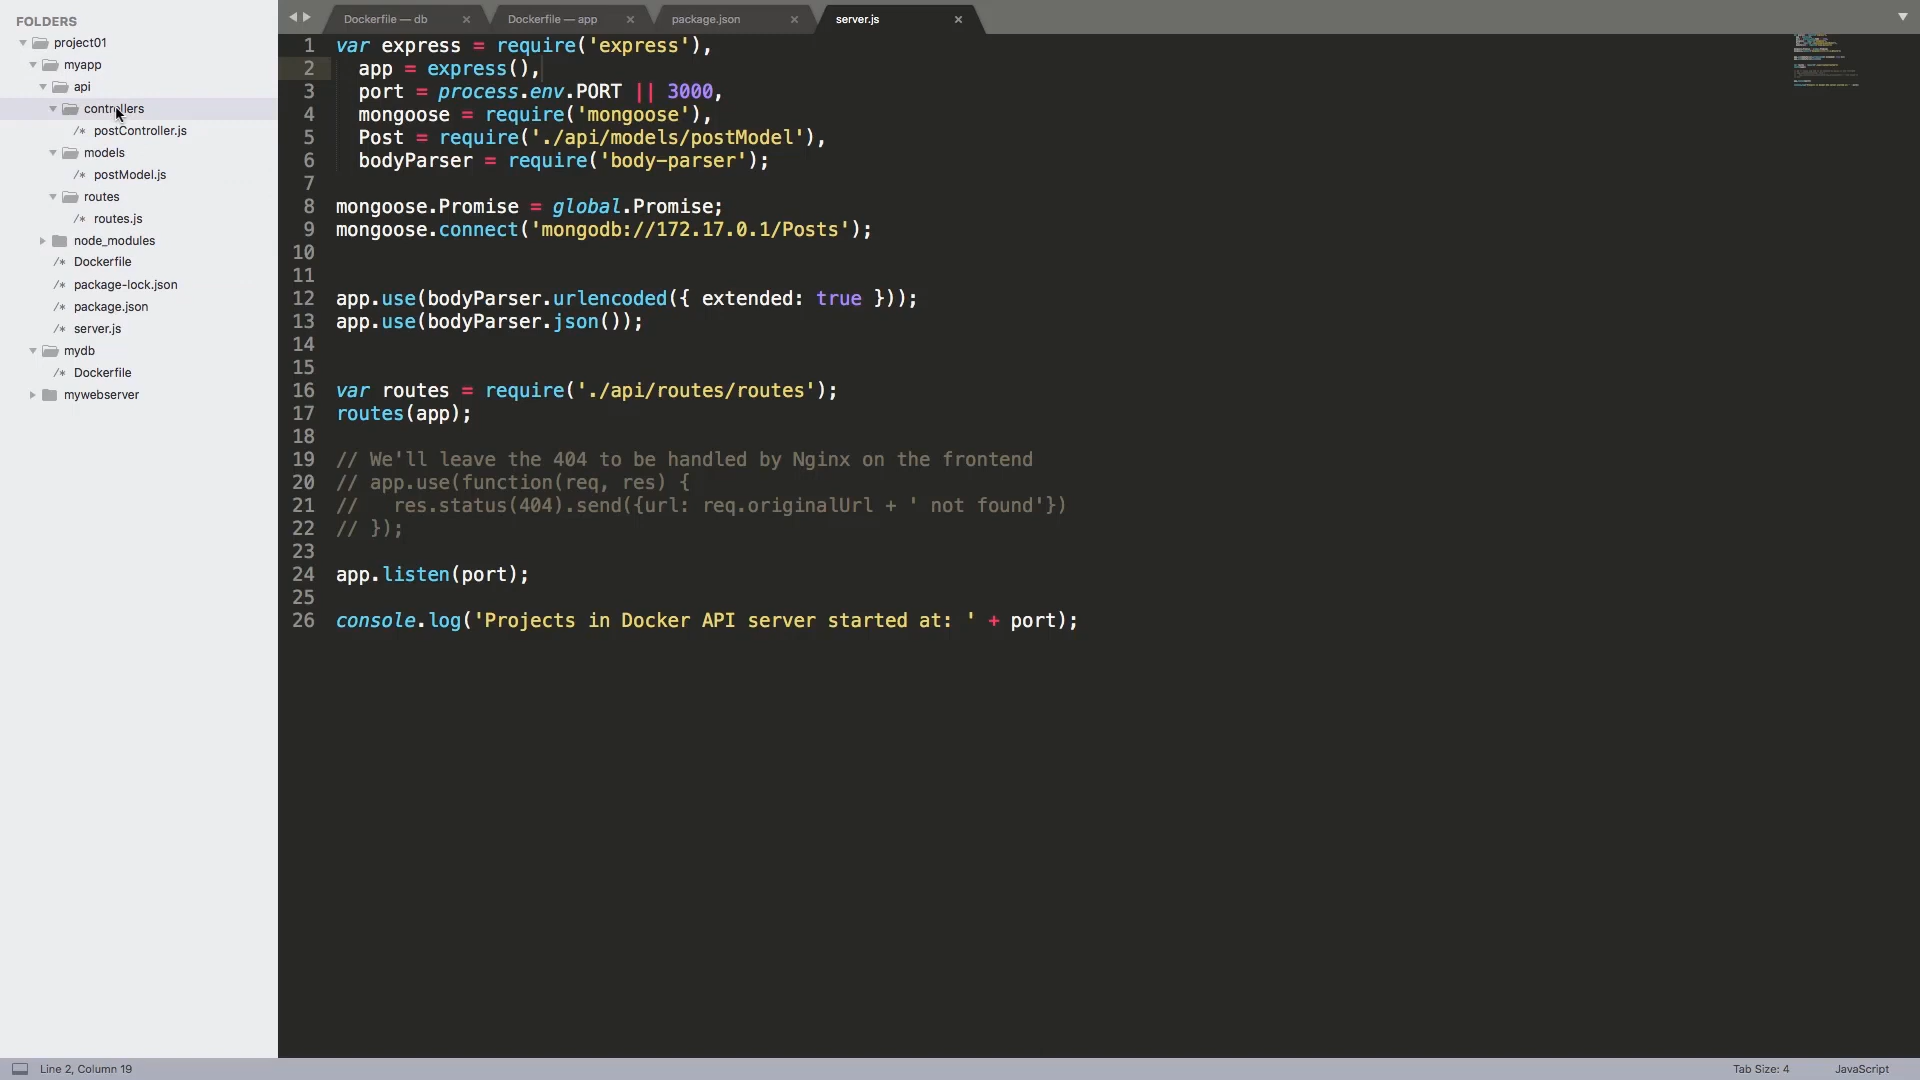 FOLDERS
project01
myapp
api
controllers
/* postController.js
models
/* postModel.js
routes
/* routes.js
node_modules
/* Dockerfile
/* package-lock.json
/* package.json
/* server.js
mydb
/* Dockerfile
mywebserver
Dockerfile — db × Dockerfile — app × package.json × server.js ×
1 var express = require('express'),
2   app = express(),
3   port = process.env.PORT || 3000,
4   mongoose = require('mongoose'),
5   Post = require('./api/models/postModel'),
6   bodyParser = require('body-parser');
7
8 mongoose.Promise = global.Promise;
9 mongoose.connect('mongodb://172.17.0.1/Posts');
10
11
12 app.use(bodyParser.urlencoded({ extended: true }));
13 app.use(bodyParser.json());
14
15
16 var routes = require('./api/routes/routes');
17 routes(app);
18
19 // We'll leave the 404 to be handled by Nginx on the frontend
20 // app.use(function(req, res) {
21 //   res.status(404).send({url: req.originalUrl + ' not found'})
22 // });
23
24 app.listen(port);
25
26 console.log('Projects in Docker API server started at: ' + port);
Line 2, Column 19
Tab Size: 4
JavaScript